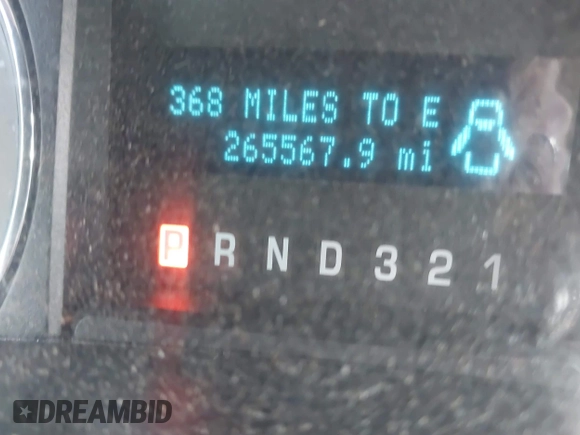 368 MILES TO E
265567.9 mi
P R N D 3 2 1
DREAMBID